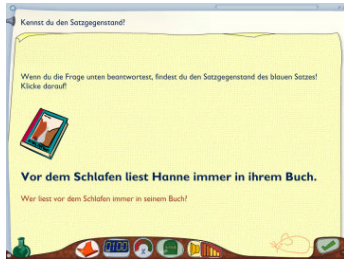 Kennst du den Satzgegenstand?
Wenn du die Frage unten beantwortest, findest du den Satzgegenstand des blauen Satzes!
Klicke darauf!
Vor dem Schlafen liest Hanne immer in ihrem Buch.
Wer liest vor dem Schlafen immer in seinem Buch?